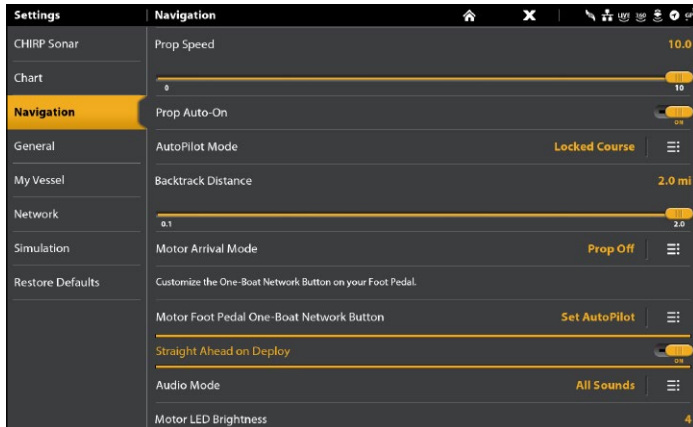 Settings
Navigation
LIVE 360 GP
CHIRP Sonar
Prop Speed 10.0
Chart
0 10
Navigation
Prop Auto-On
ON
General
AutoPilot Mode Locked Course
My Vessel
Backtrack Distance 2.0 mi
Network
0.1 2.0
Simulation
Motor Arrival Mode Prop Off
Restore Defaults
Customize the One-Boat Network Button on your Foot Pedal.
Motor Foot Pedal One-Boat Network Button Set AutoPilot
Straight Ahead on Deploy
ON
Audio Mode All Sounds
Motor LED Brightness 4